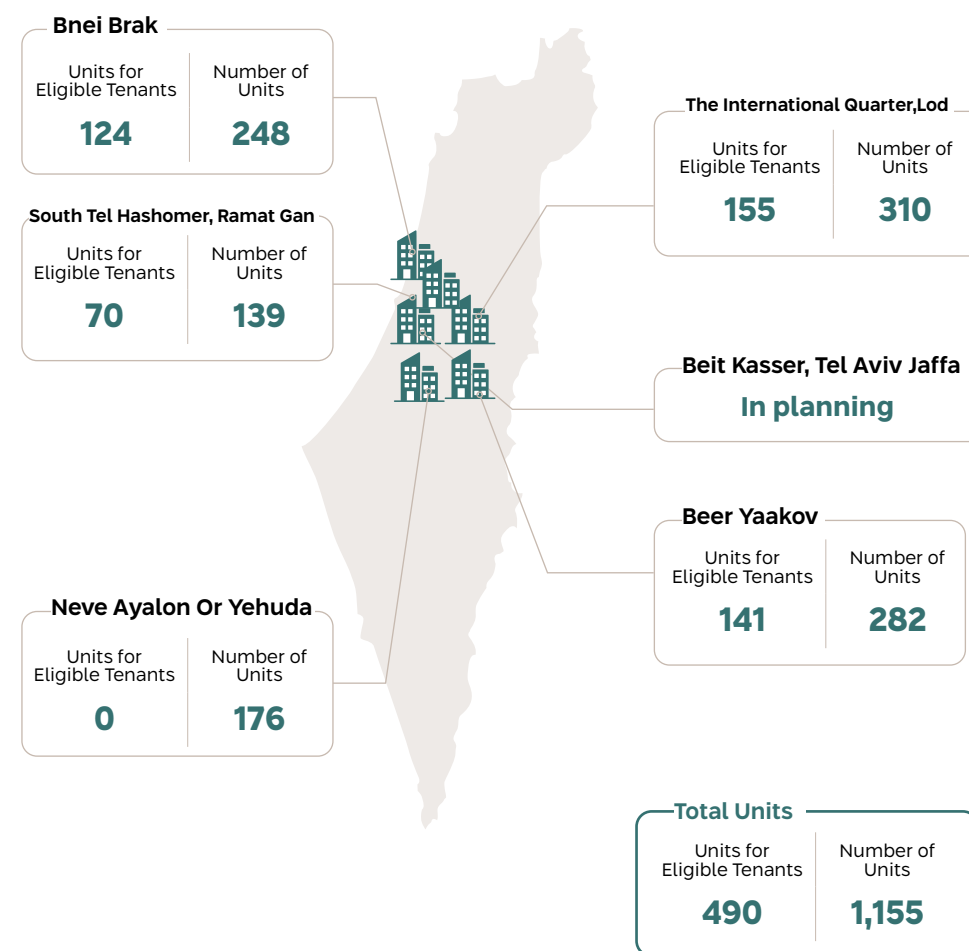 Bnei Brak
Units for
Eligible Tenants
124
Number of
Units
248
South Tel Hashomer, Ramat Gan
Units for
Eligible Tenants
70
Number of
Units
139
Neve Ayalon Or Yehuda
Units for
Eligible Tenants
0
Number of
Units
176
The International Quarter,Lod
Units for
Eligible Tenants
155
Number of
Units
310
Beit Kasser, Tel Aviv Jaffa
In planning
Beer Yaakov
Units for
Eligible Tenants
141
Number of
Units
282
Total Units
Units for
Eligible Tenants
490
Number of
Units
1,155